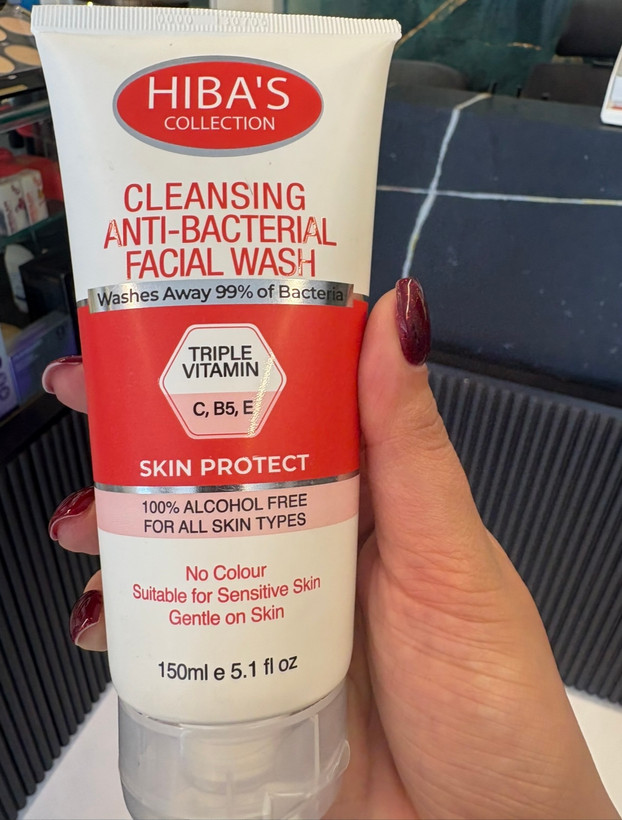 HIBA'S
COLLECTION
CLEANSING
ANTI-BACTERIAL
FACIAL WASH
Washes Away 99% of Bacteria
TRIPLE
VITAMIN
C, B5, E
SKIN PROTECT
100% ALCOHOL FREE
FOR ALL SKIN TYPES
No Colour
Suitable for Sensitive Skin
Gentle on Skin
150ml e 5.1 fl oz